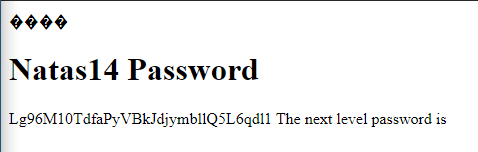 ����
Natas14 Password
Lg96M10TdfaPyVBkJdjymbllQ5L6qdl1 The next level password is